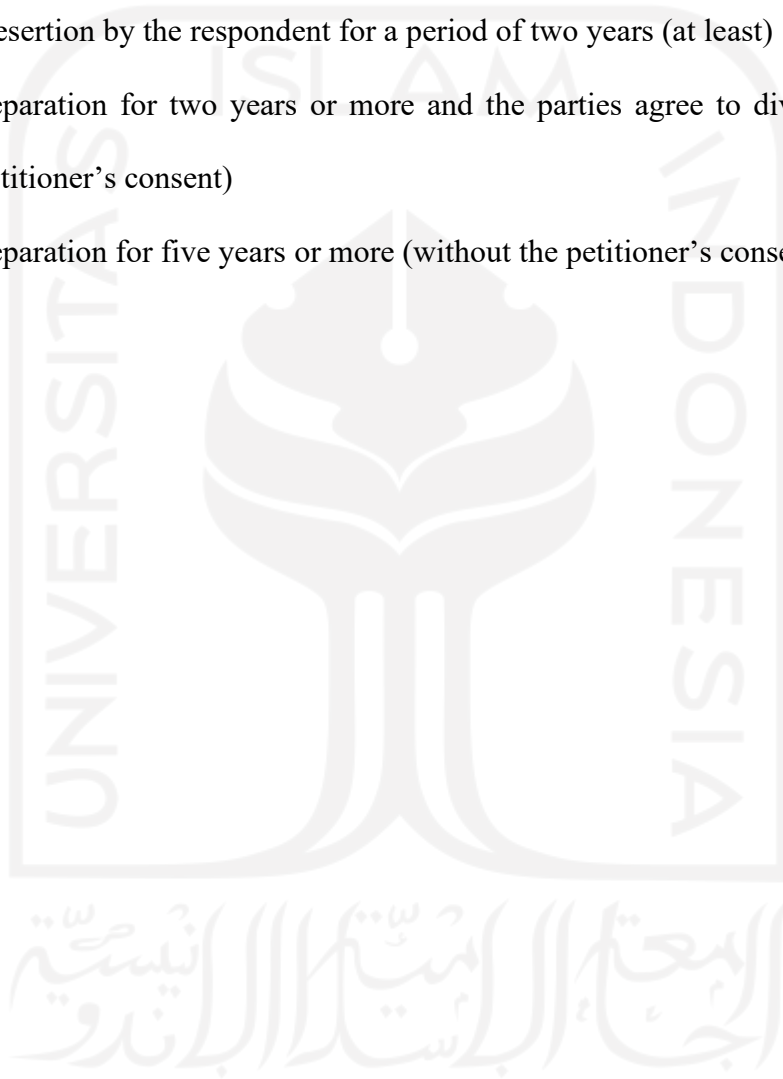 esertion by the respondent for a period of two years (at least)
eparation for two years or more and the parties agree to div
titioner’s consent)
eparation for five years or more (without the petitioner’s conse
ISLAM
UNIVERSITAS
INDONESIA